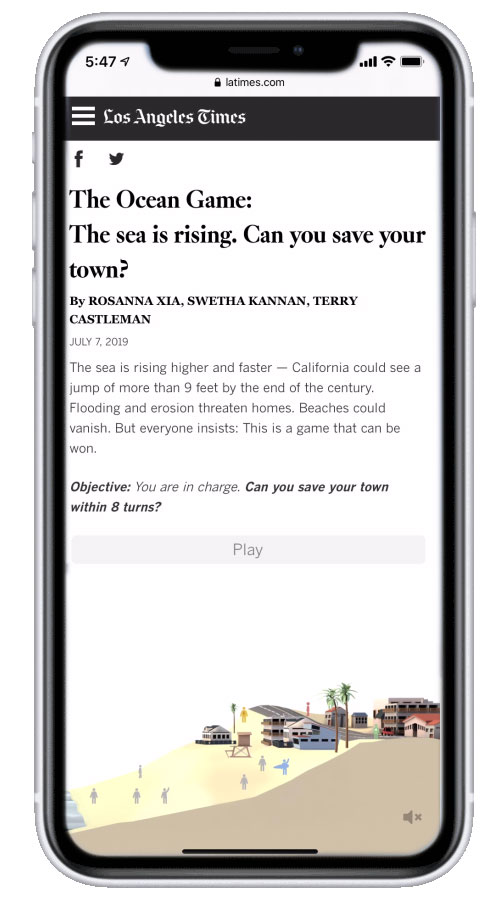 5:47
latimes.com
Los Angeles Times
The Ocean Game:
The sea is rising. Can you save your
town?
By ROSANNA XIA, SWETHA KANNAN, TERRY
CASTLEMAN
JULY 7, 2019
The sea is rising higher and faster — California could see a
jump of more than 9 feet by the end of the century.
Flooding and erosion threaten homes. Beaches could
vanish. But everyone insists: This is a game that can be
won.
Objective: You are in charge. Can you save your town
within 8 turns?
Play